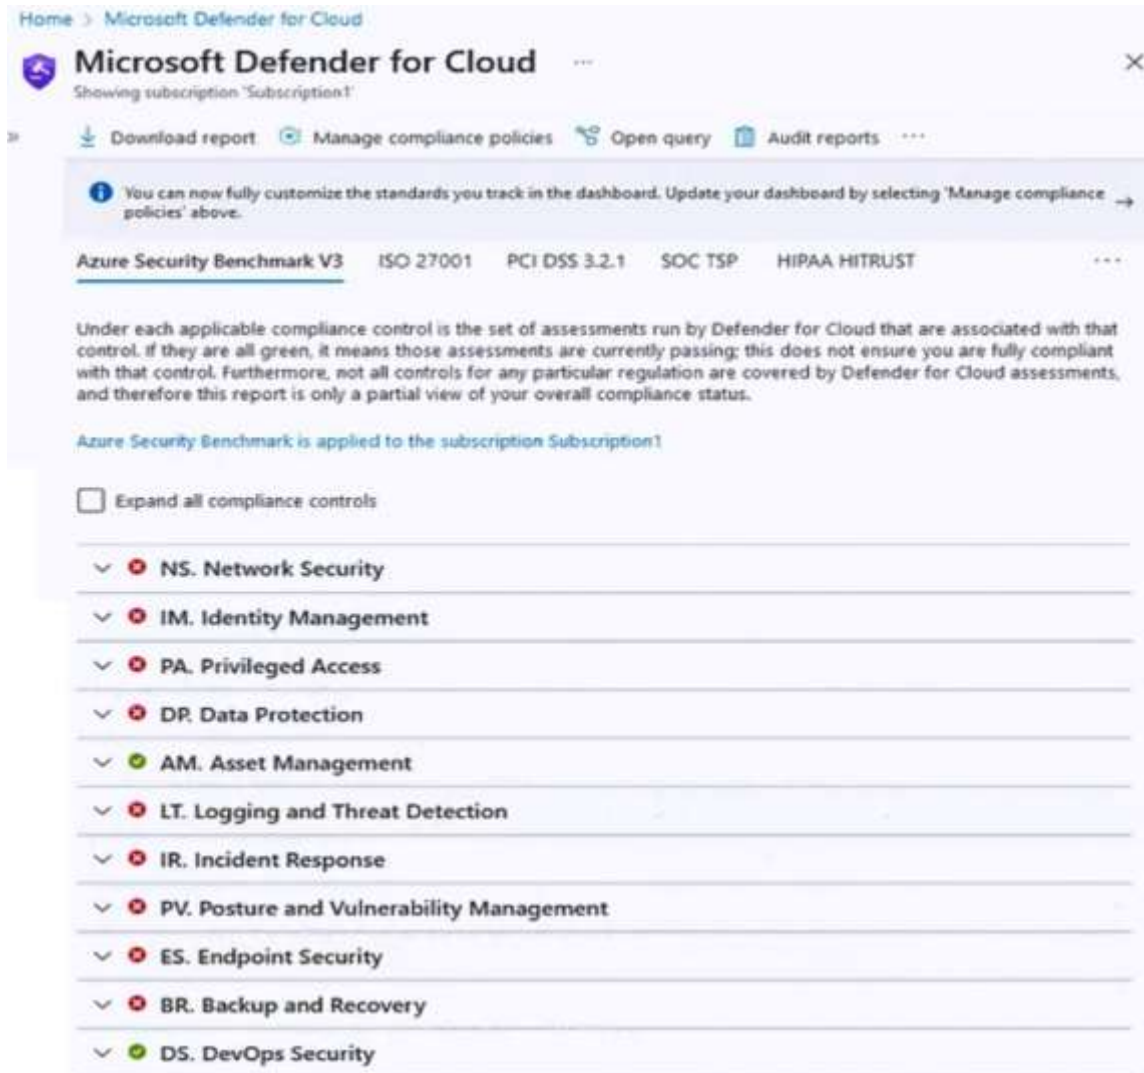 Home > Microsoft Defender for Cloud
Microsoft Defender for Cloud ...
Showing subscription 'Subscription1'
Download report Manage compliance policies Open query Audit reports ...
You can now fully customize the standards you track in the dashboard. Update your dashboard by selecting 'Manage compliance
policies' above.
Azure Security Benchmark V3 ISO 27001 PCI DSS 3.2.1 SOC TSP HIPAA HITRUST ...
Under each applicable compliance control is the set of assessments run by Defender for Cloud that are associated with that
control. If they are all green, it means those assessments are currently passing; this does not ensure you are fully compliant
with that control. Furthermore, not all controls for any particular regulation are covered by Defender for Cloud assessments,
and therefore this report is only a partial view of your overall compliance status.
Azure Security Benchmark is applied to the subscription Subscription1
Expand all compliance controls
NS. Network Security
IM. Identity Management
PA. Privileged Access
DP. Data Protection
AM. Asset Management
LT. Logging and Threat Detection
IR. Incident Response
PV. Posture and Vulnerability Management
ES. Endpoint Security
BR. Backup and Recovery
DS. DevOps Security